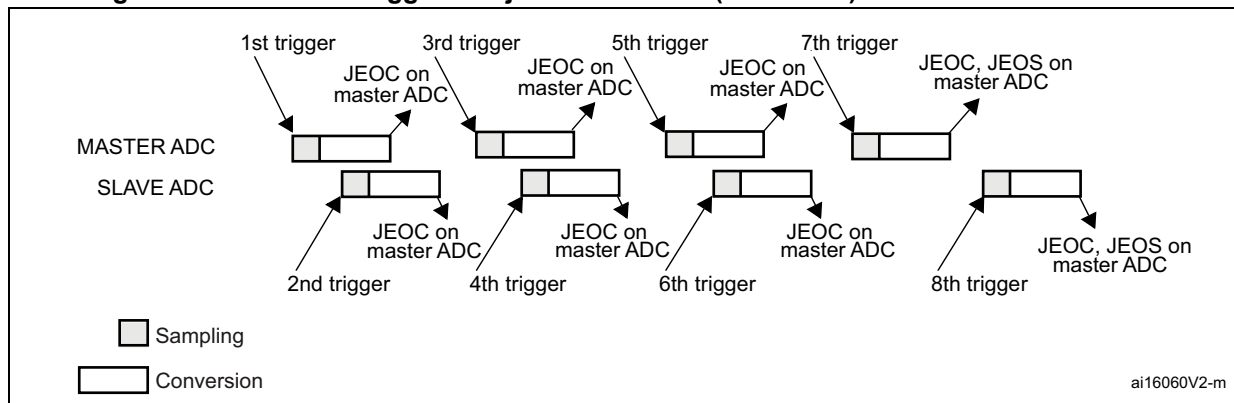 1st trigger
3rd trigger
5th trigger
7th trigger
JEOC on
master ADC
JEOC on
master ADC
JEOC on
master ADC
JEOC, JEOS on
master ADC
MASTER ADC
SLAVE ADC
JEOC on
master ADC
JEOC on
master ADC
JEOC on
master ADC
JEOC, JEOS on
master ADC
2nd trigger
4th trigger
6th trigger
8th trigger
Sampling
Conversion
ai16060V2-m